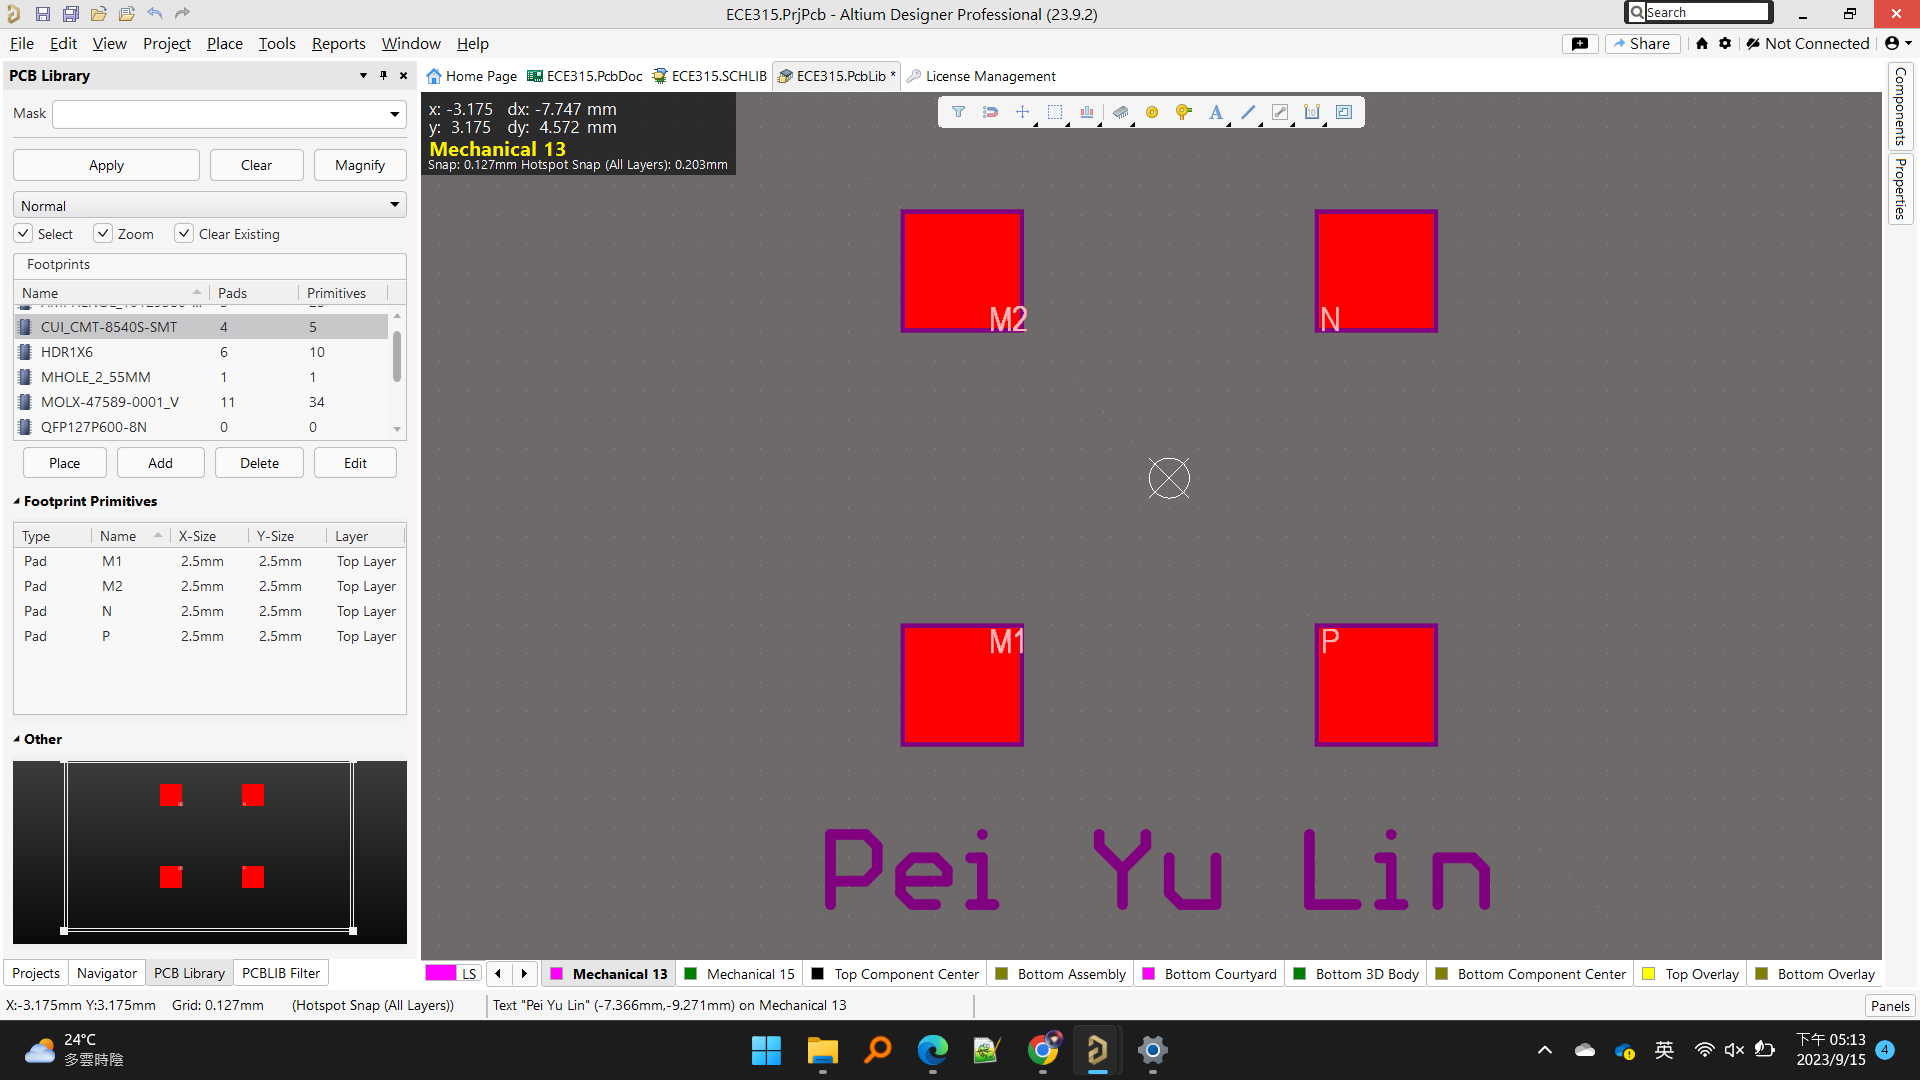 ECE315.PrjPcb - Altium Designer Professional (23.9.2)
Search
File Edit View Project Place Tools Reports Window Help
Share
Not Connected
PCB Library
Home Page
ECE315.PcbDoc
ECE315.SCHLIB
ECE315.PcbLib *
License Management
Components
Properties
Mask
Apply Clear Magnify
Normal
Select Zoom Clear Existing
Footprints
Name Pads Primitives
CUI_CMT-8540S-SMT 4 5
HDR1X6 6 10
MHOLE_2_55MM 1 1
MOLX-47589-0001_V 11 34
QFP127P600-8N 0 0
Place Add Delete Edit
Footprint Primitives
Type Name X-Size Y-Size Layer
Pad M1 2.5mm 2.5mm Top Layer
Pad M2 2.5mm 2.5mm Top Layer
Pad N 2.5mm 2.5mm Top Layer
Pad P 2.5mm 2.5mm Top Layer
Other
Projects Navigator PCB Library PCBLIB Filter
x: -3.175 dx: -7.747 mm
y: 3.175 dy: 4.572 mm
Mechanical 13
Snap: 0.127mm Hotspot Snap (All Layers): 0.203mm
M2 N
M1 P
Pei Yu Lin
LS Mechanical 13 Mechanical 15 Top Component Center Bottom Assembly Bottom Courtyard Bottom 3D Body Bottom Component Center Top Overlay Bottom Overlay
X:-3.175mm Y:3.175mm Grid: 0.127mm (Hotspot Snap (All Layers)) Text "Pei Yu Lin" (-7.366mm,-9.271mm) on Mechanical 13
Panels
24°C
多雲時陰
英
下午 05:13
2023/9/15
4